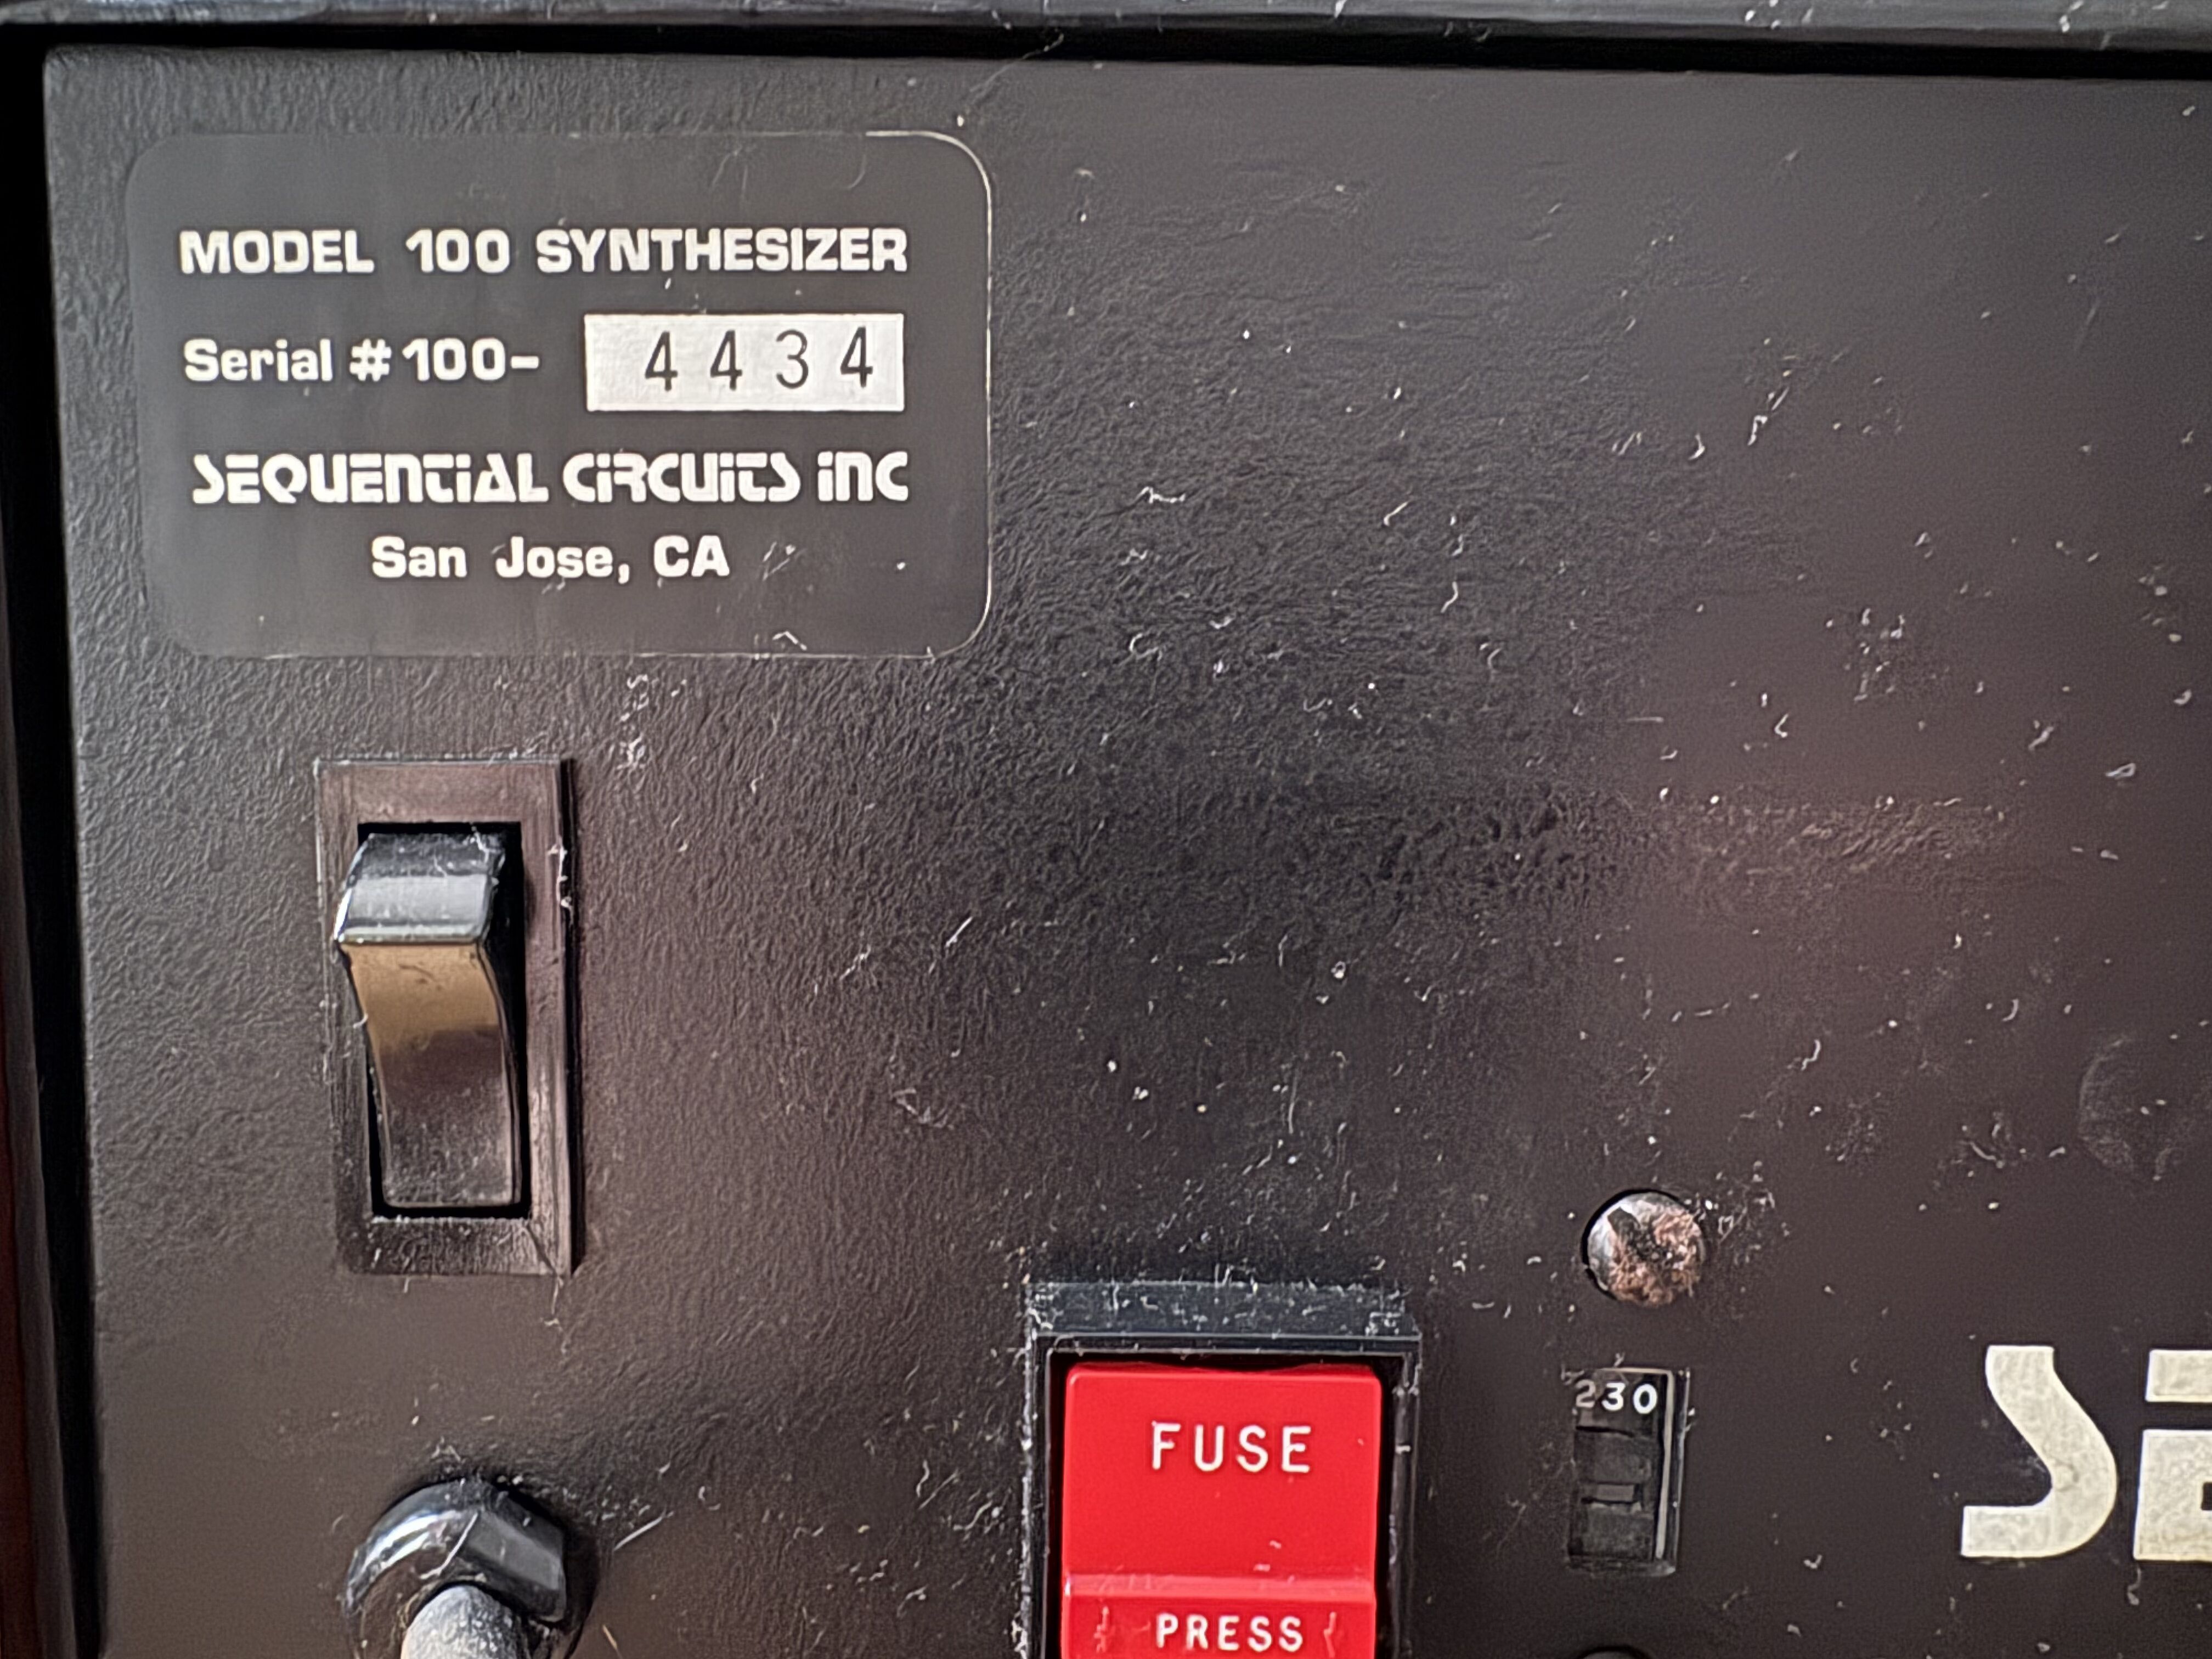 MODEL 100 SYNTHESIZER
Serial #100- 4434
SEQUENTIAL CIRCUITS INC
San Jose, CA
FUSE
230
PRESS